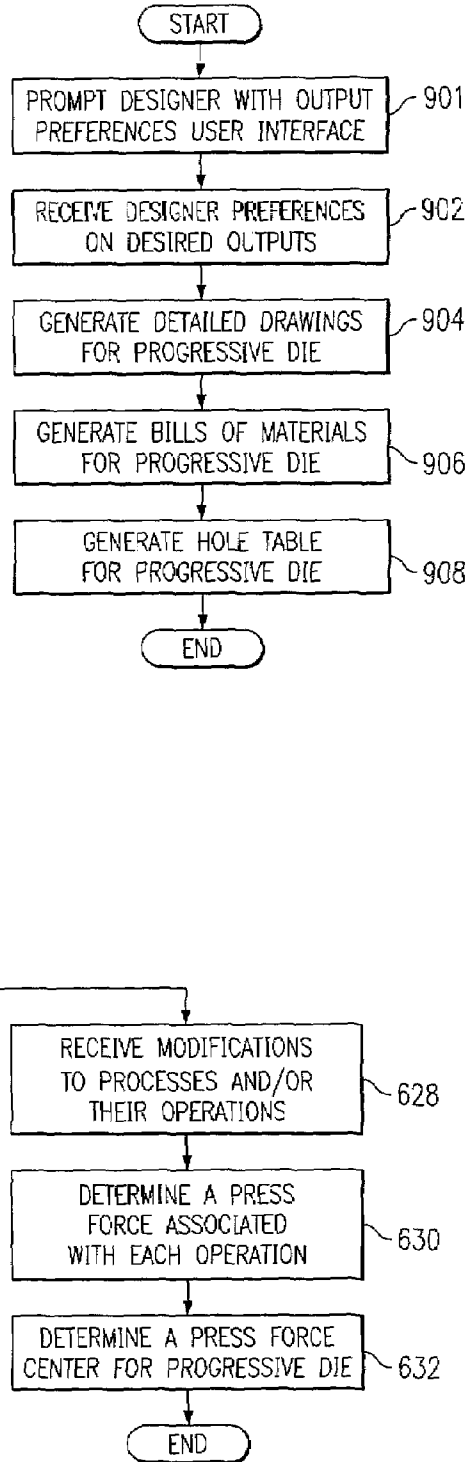 START
PROMPT DESIGNER WITH OUTPUT
PREFERENCES USER INTERFACE
901
RECEIVE DESIGNER PREFERENCES
ON DESIRED OUTPUTS
902
GENERATE DETAILED DRAWINGS
FOR PROGRESSIVE DIE
904
GENERATE BILLS OF MATERIALS
FOR PROGRESSIVE DIE
906
GENERATE HOLE TABLE
FOR PROGRESSIVE DIE
908
END
RECEIVE MODIFICATIONS
TO PROCESSES AND/OR
THEIR OPERATIONS
628
DETERMINE A PRESS
FORCE ASSOCIATED
WITH EACH OPERATION
630
DETERMINE A PRESS FORCE
CENTER FOR PROGRESSIVE DIE
632
END